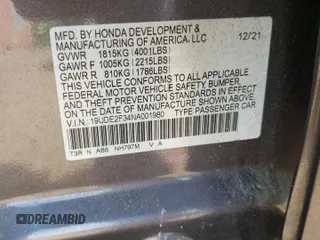 MFD. BY HONDA DEVELOPMENT &
MANUFACTURING OF AMERICA, LLC 12/21
GVWR 1815KG (4001LBS)
GAWR F 1005KG (2215LBS)
GAWR R 810KG (1786LBS)
THIS VEHICLE CONFORMS TO ALL APPLICABLE
FEDERAL MOTOR VEHICLE SAFETY, BUMPER,
AND THEFT PREVENTION STANDARDS IN EFFECT
ON THE DATE OF MANUFACTURE SHOWN ABOVE.
V.I.N.: 19UDE2F34NA001980 TYPE: PASSENGER CAR
T3R N AB6 NH797M V A
DREAMBID